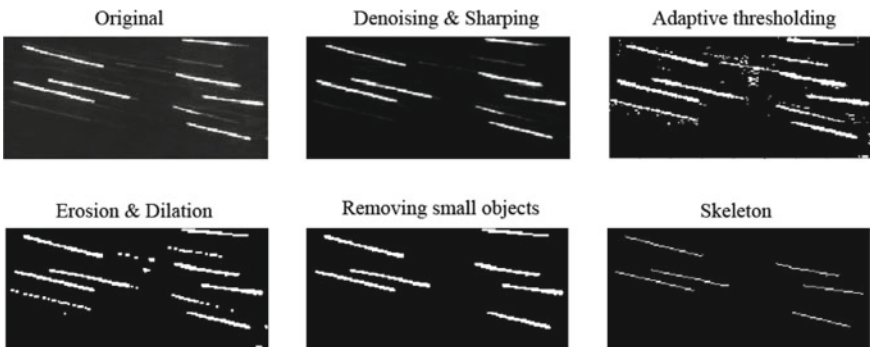 Original
Denoising & Sharping
Adaptive thresholding
Erosion & Dilation
Removing small objects
Skeleton